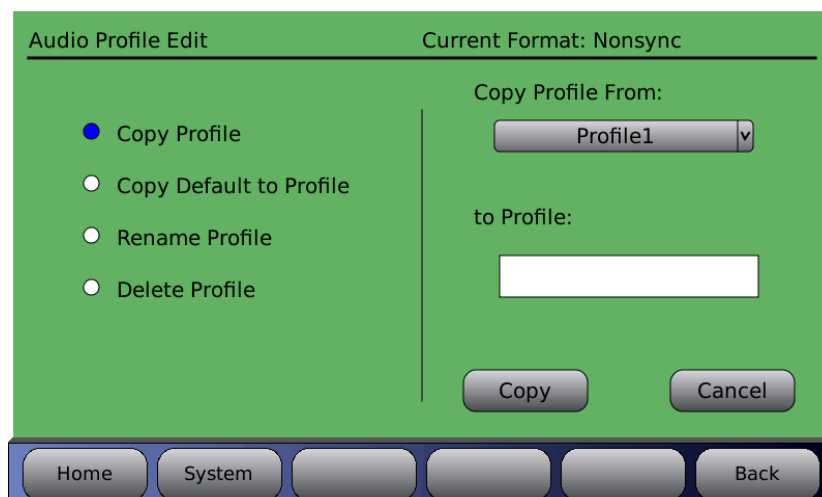 Audio Profile Edit
Current Format: Nonsync
Copy Profile
Copy Default to Profile
Rename Profile
Delete Profile
Copy Profile From:
Profile1
to Profile:
Copy
Cancel
Home
System
Back